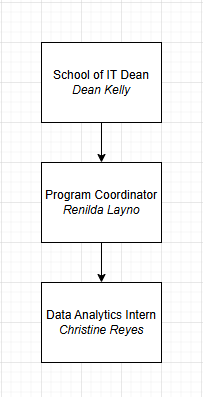 School of IT Dean
Dean Kelly
Program Coordinator
Renilda Layno
Data Analytics Intern
Christine Reyes